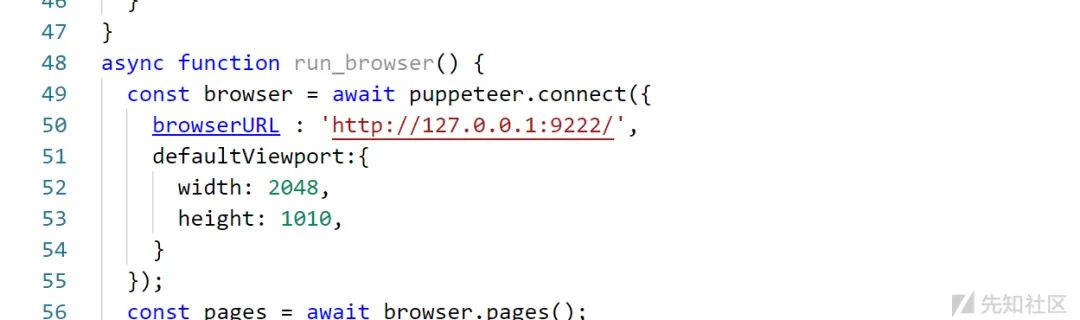 46 }
47 }
48 async function run_browser() {
49 const browser = await puppeteer.connect({
50 browserURL : 'http://127.0.0.1:9222/',
51 defaultViewport:{
52 width: 2048,
53 height: 1010,
54 }
55 });
56 const pages = await browser.pages();
先知社区